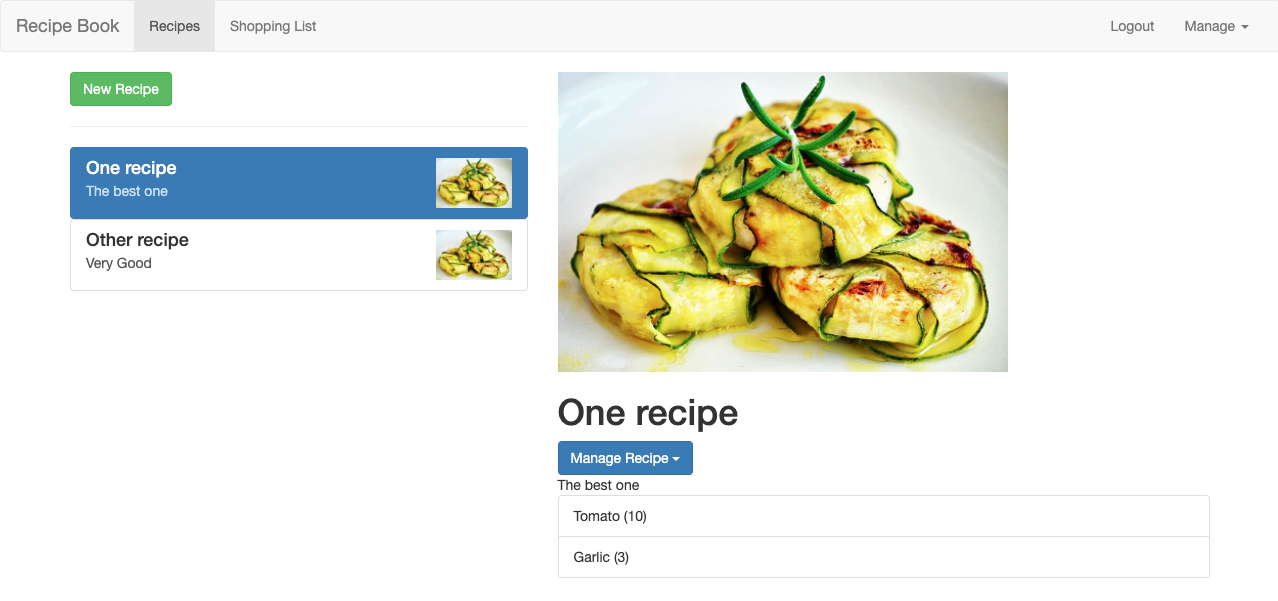 Recipe Book Recipes Shopping List Logout Manage
New Recipe
One recipe
The best one
Other recipe
Very Good
One recipe
Manage Recipe
The best one
Tomato (10)
Garlic (3)